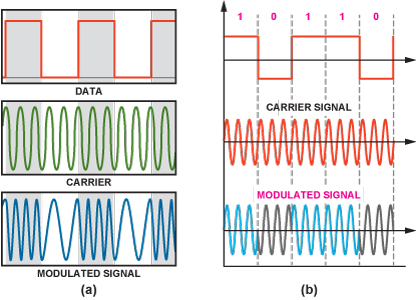 DATA
CARRIER
MODULATED SIGNAL
(a)
1 0 1 1 0
CARRIER SIGNAL
MODULATED SIGNAL
(b)